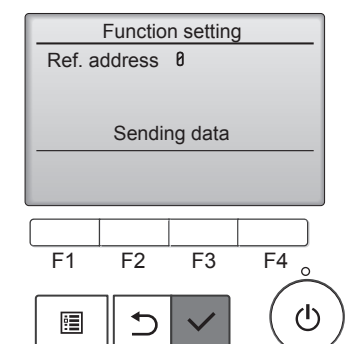 Function setting
Ref. address 0
Sending data
F1 F2 F3 F4